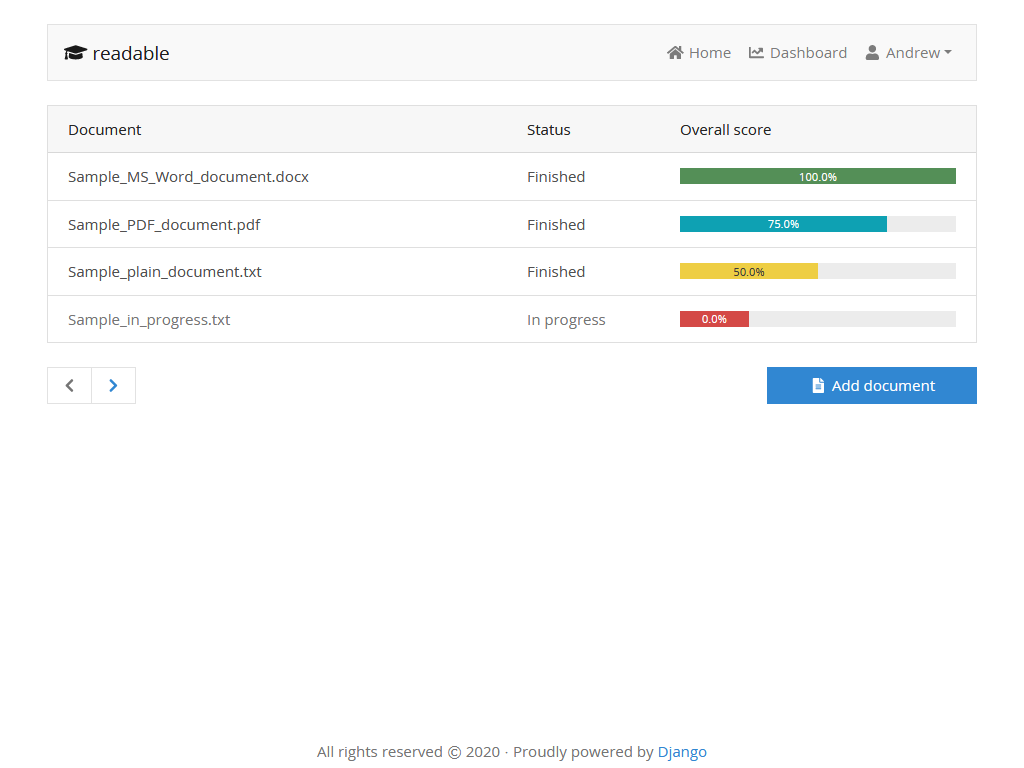 readable Home Dashboard Andrew
Document Status Overall score
Sample_MS_Word_document.docx Finished 100.0%
Sample_PDF_document.pdf Finished 75.0%
Sample_plain_document.txt Finished 50.0%
Sample_in_progress.txt In progress 0.0%
Add document
All rights reserved © 2020 · Proudly powered by Django